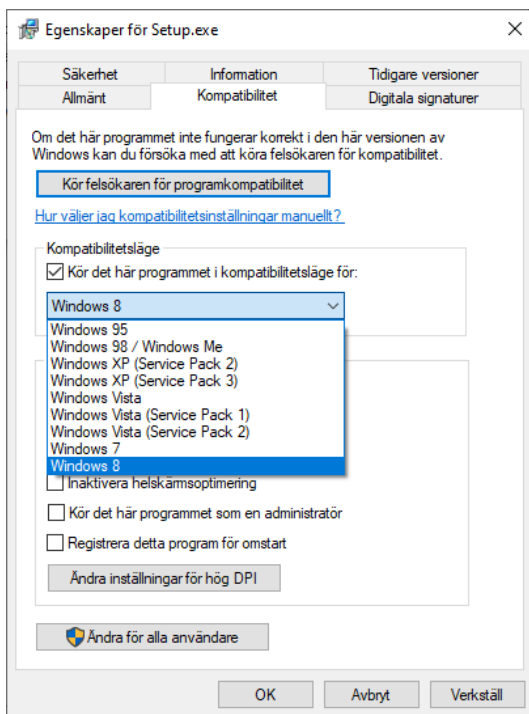 Egenskaper för Setup.exe
Säkerhet
Information
Tidigare versioner
Allmänt
Kompatibilitet
Digitala signaturer
Om det här programmet inte fungerar korrekt i den här versionen av
Windows kan du försöka med att köra felsökaren för kompatibilitet.
Kör felsökaren för programkompatibilitet
Hur väljer jag kompatibilitetsinställningar manuellt?
Kompatibilitetsläge
Kör det här programmet i kompatibilitetsläge för:
Windows 8
Windows 95
Windows 98 / Windows Me
Windows XP (Service Pack 2)
Windows XP (Service Pack 3)
Windows Vista
Windows Vista (Service Pack 1)
Windows Vista (Service Pack 2)
Windows 7
Windows 8
Inaktivera helskärmsoptimering
Kör det här programmet som en administratör
Registrera detta program för omstart
Ändra inställningar för hög DPI
Ändra för alla användare
OK
Avbryt
Verkställ